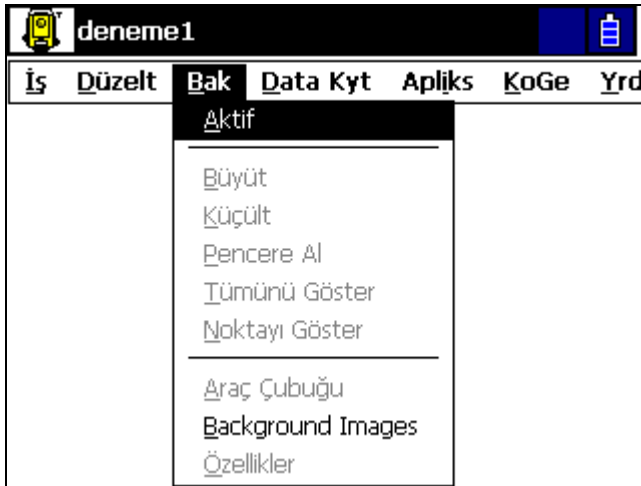 deneme1
İş Düzelt Bak Data Kyt Apliks KoGe Yrd
Aktif
Büyüt
Küçült
Pencere Al
Tümünü Göster
Noktayı Göster
Araç Çubuğu
Background Images
Özellikler